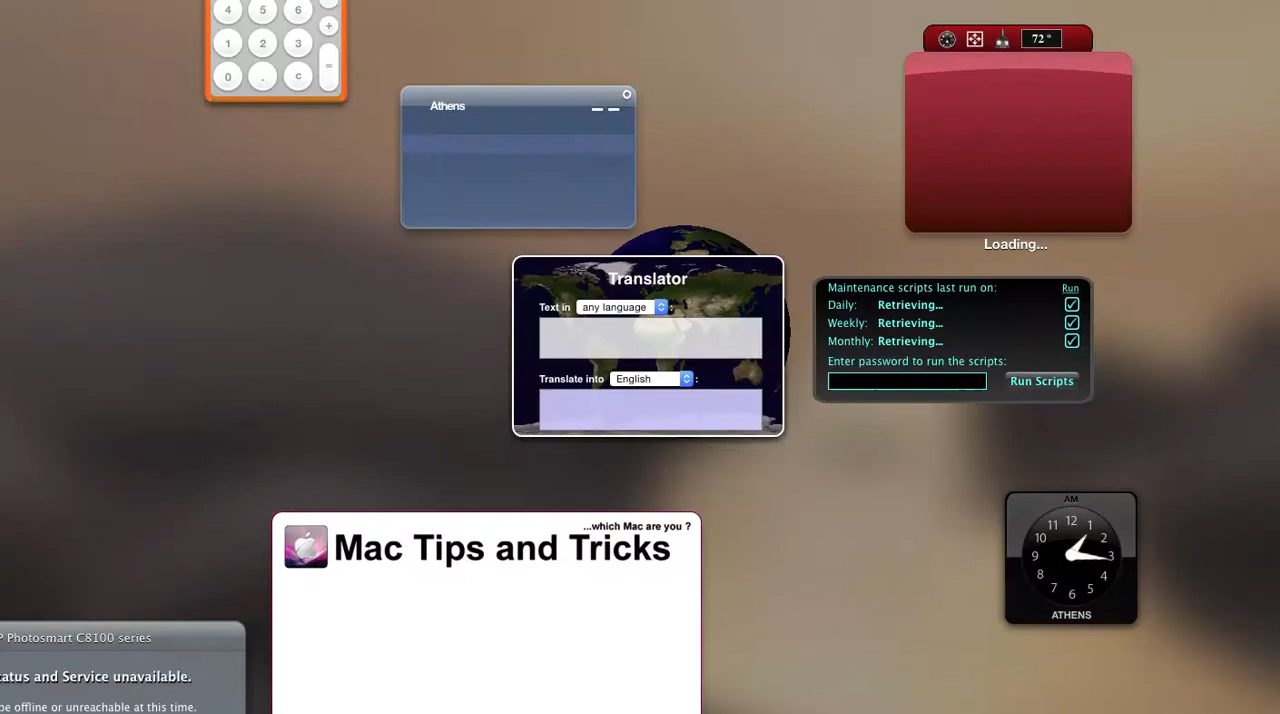 4 5 6
+
1 2 3
0 . c =
Athens
72°
Loading...
Translator
Text in any language :
Translate into English :
Maintenance scripts last run on: Run
Daily: Retrieving...
Weekly: Retrieving...
Monthly: Retrieving...
Enter password to run the scripts:
Run Scripts
AM
12
11 1
10 2
9 3
8 4
7 5
6
ATHENS
...which Mac are you ?
Mac Tips and Tricks
P Photosmart C8100 series
tatus and Service unavailable.
be offline or unreachable at this time.